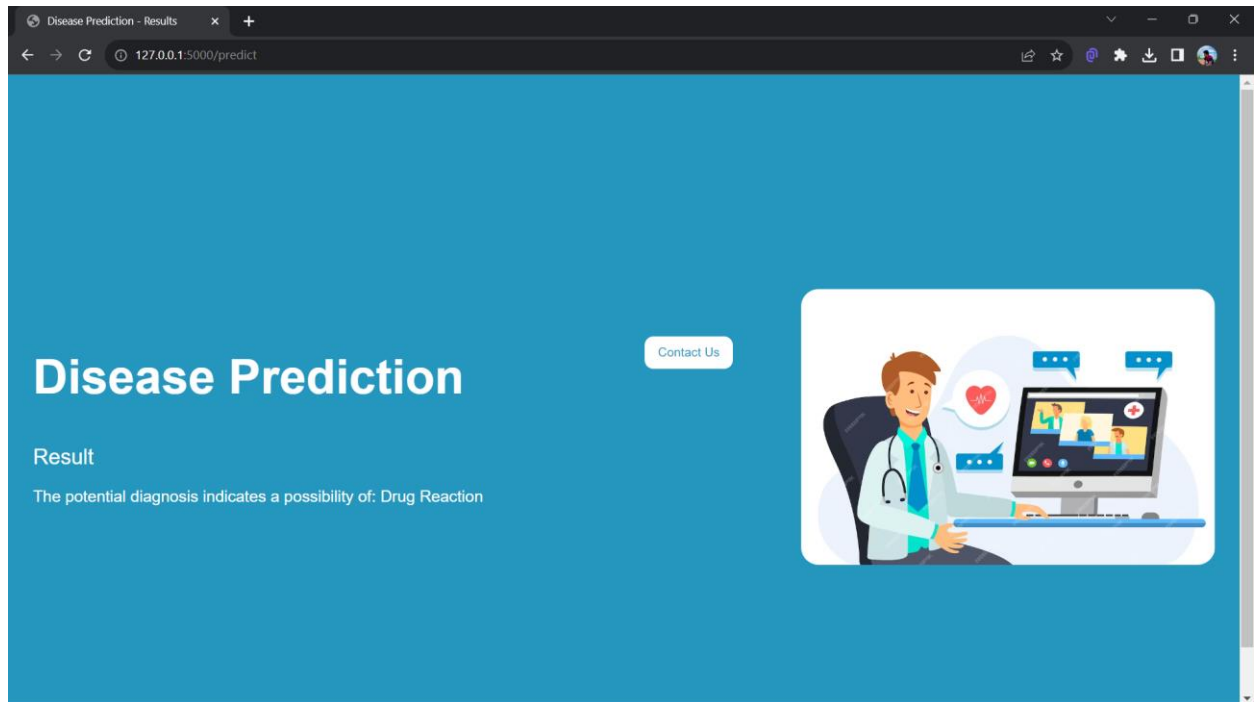 Disease Prediction - Results
127.0.0.1:5000/predict
Contact Us
Disease Prediction
Result
The potential diagnosis indicates a possibility of: Drug Reaction